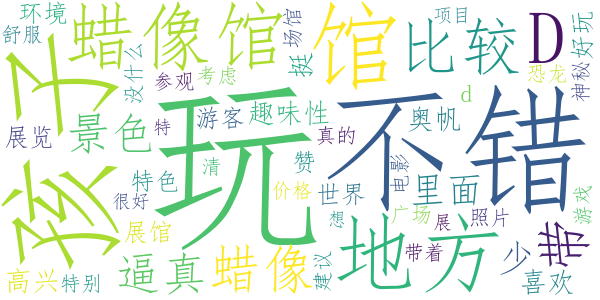 环境
舒服
蜡像馆
没什么
参观
考虑
挺
场馆
馆
项目
比较
D
恐龙
神秘
好玩
孩子
景色
展览
特
游客
趣味性
清
玩
真的
赞
不错
奥帆
d
电影
世界
里面
特色
很好
展馆
价格
想
广场
展
照片
游戏
带
高兴
特别
逼真
蜡像
建议
地方
带着
少
喜欢